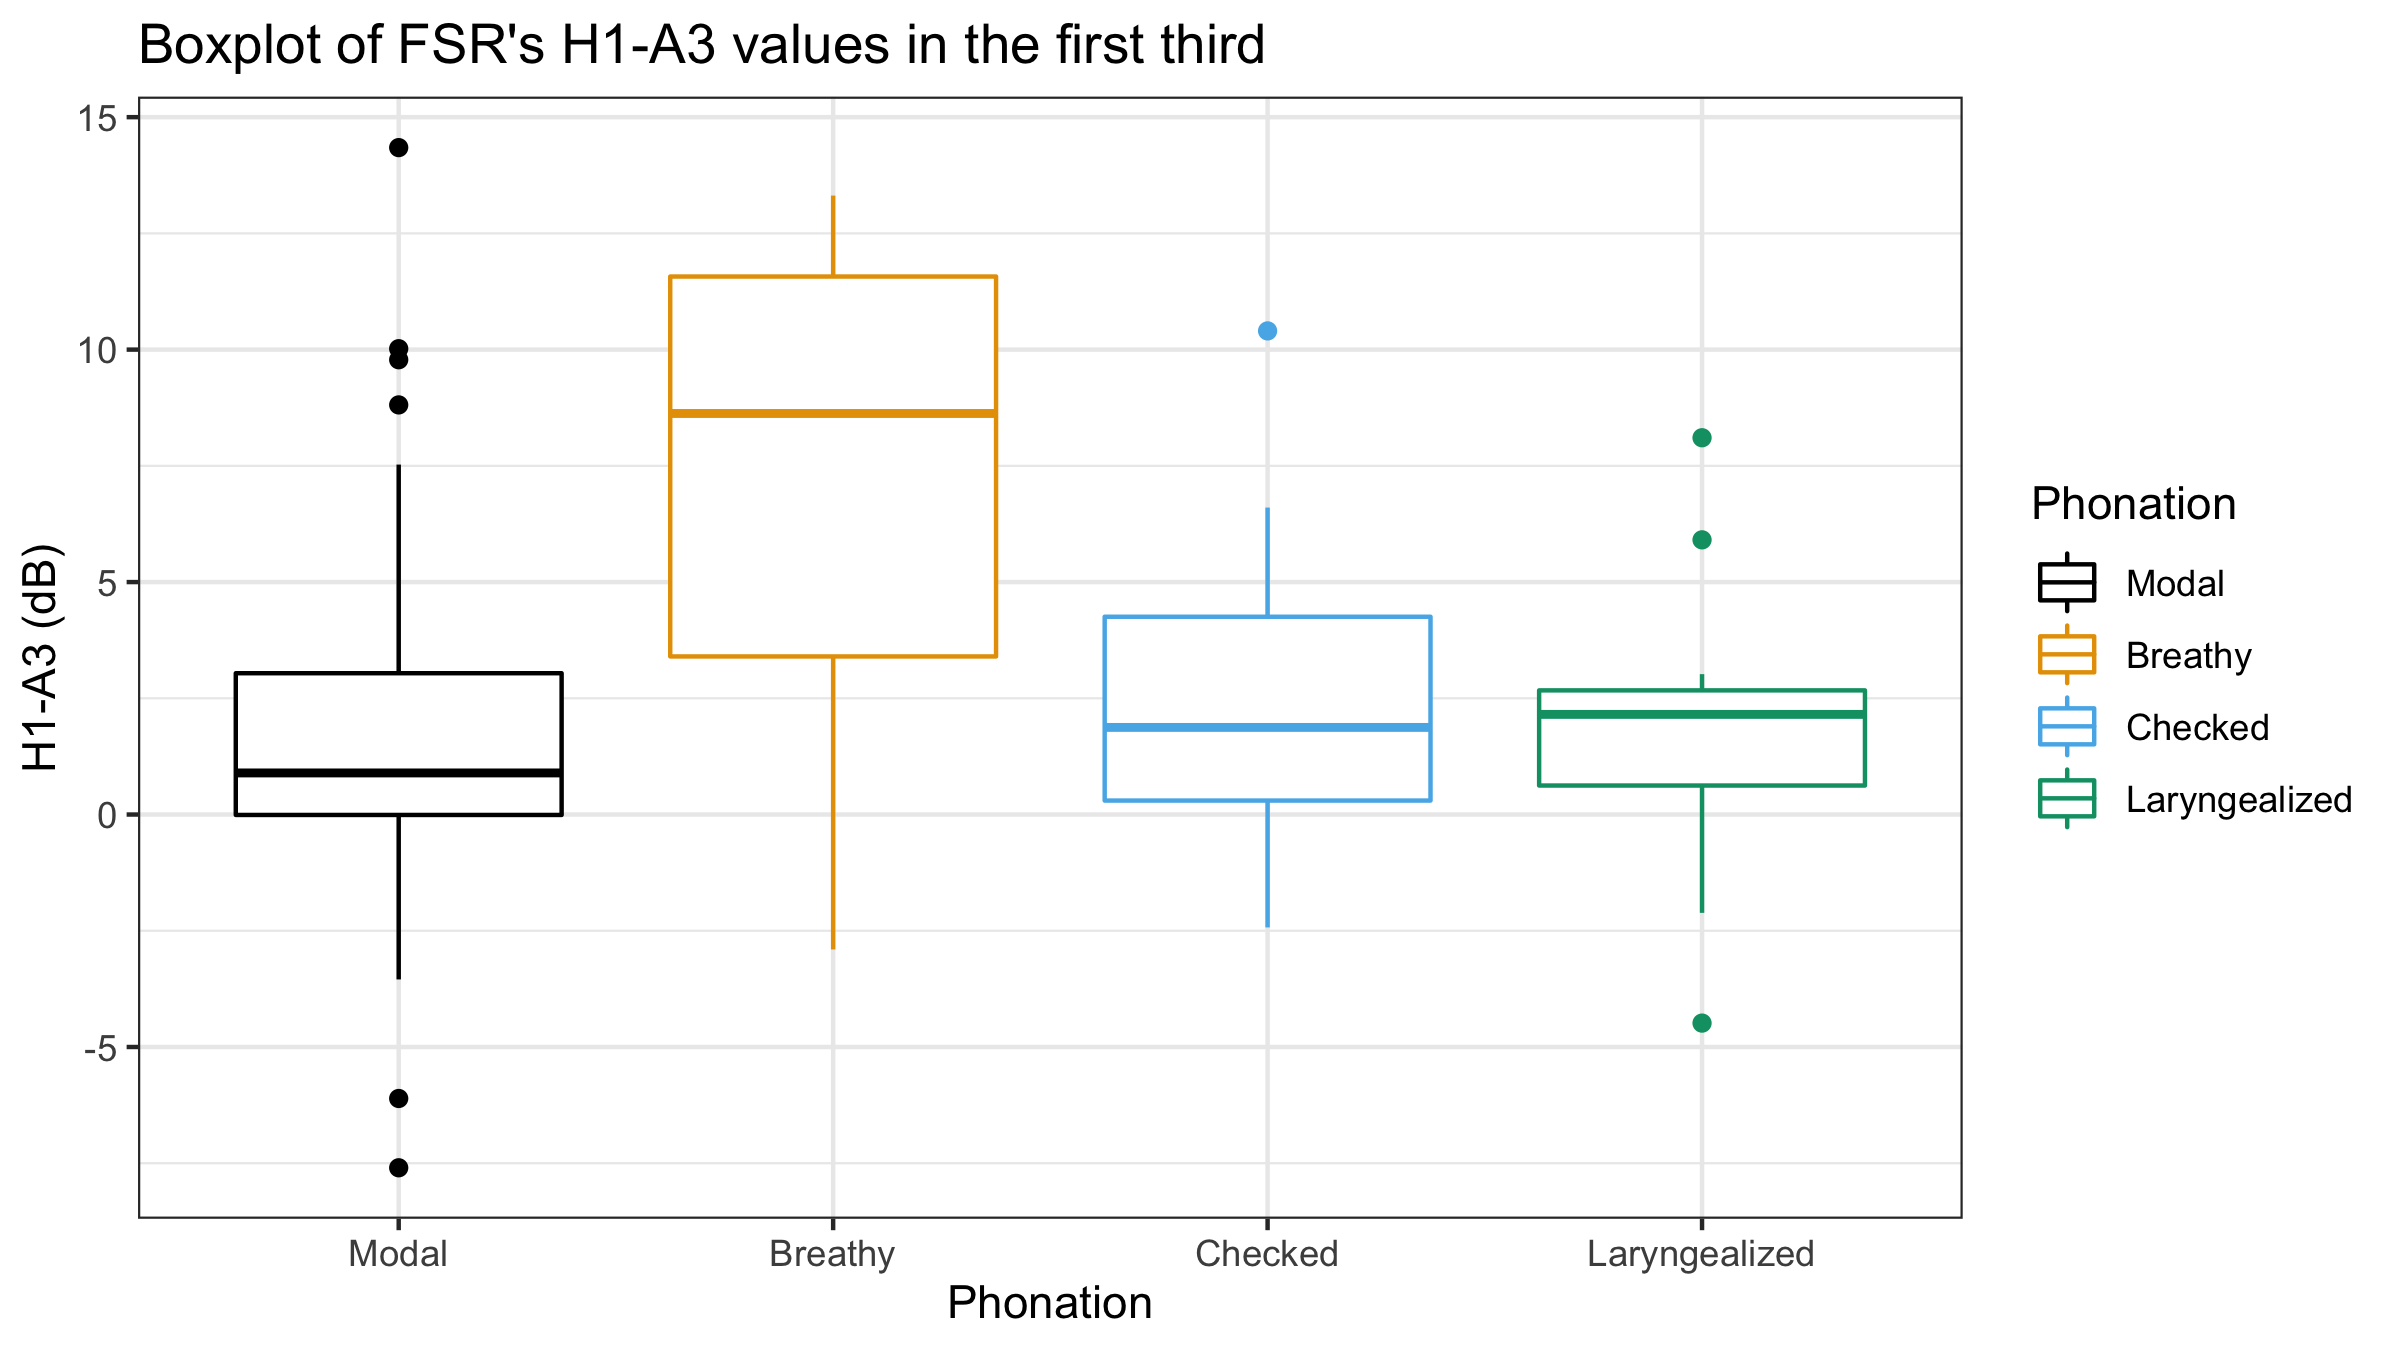 Boxplot of FSR's H1-A3 values in the first third
H1-A3 (dB)
15
10
5
0
-5
Modal
Breathy
Checked
Laryngealized
Phonation
Phonation
Modal
Breathy
Checked
Laryngealized